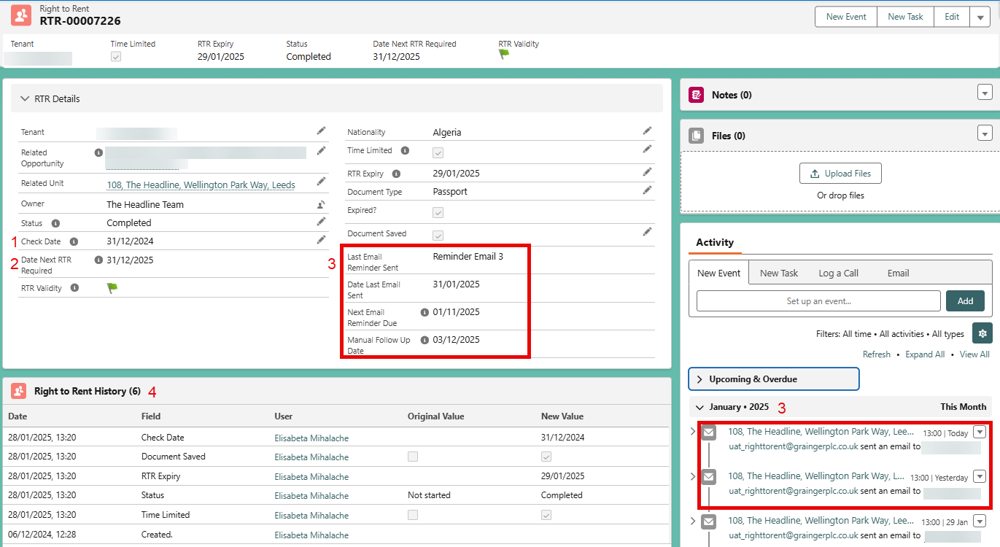 Right to Rent
RTR-00007226
New Event
New Task
Edit
Tenant
Time Limited
RTR Expiry
29/01/2025
Status
Completed
Date Next RTR Required
31/12/2025
RTR Validity
RTR Details
Tenant
Related
Opportunity
Related Unit
108, The Headline, Wellington Park Way, Leeds
Owner
The Headline Team
Status
Completed
1
Check Date
31/12/2024
2
Date Next RTR
Required
31/12/2025
RTR Validity
Nationality
Algeria
Time Limited
RTR Expiry
29/01/2025
Document Type
Passport
Expired?
Document Saved
3
Last Email
Reminder Sent
Reminder Email 3
Date Last Email
Sent
31/01/2025
Next Email
Reminder Due
01/11/2025
Manual Follow Up
Date
03/12/2025
Right to Rent History (6)
4
Date Field User Original Value New Value
28/01/2025, 13:20 Check Date Elisabeta Mihalache 31/12/2024
28/01/2025, 13:20 Document Saved Elisabeta Mihalache
28/01/2025, 13:20 RTR Expiry Elisabeta Mihalache 29/01/2025
28/01/2025, 13:20 Status Elisabeta Mihalache Not started Completed
28/01/2025, 13:20 Time Limited Elisabeta Mihalache
06/12/2024, 12:28 Created. Elisabeta Mihalache
Notes (0)
Files (0)
Upload Files
Or drop files
Activity
New Event
New Task
Log a Call
Email
Set up an event...
Add
Filters: All time • All activities • All types
Refresh • Expand All • View All
Upcoming & Overdue
January • 2025
3
This Month
108, The Headline, Wellington Park Way, Lee... 13:00 | Today
uat_righttorent@graingerplc.co.uk sent an email to
108, The Headline, Wellington Park Way, L... 13:00 | Yesterday
uat_righttorent@graingerplc.co.uk sent an email to
108, The Headline, Wellington Park Way, Lee... 13:00 | 29 Jan
uat_righttorent@graingerplc.co.uk sent an email to